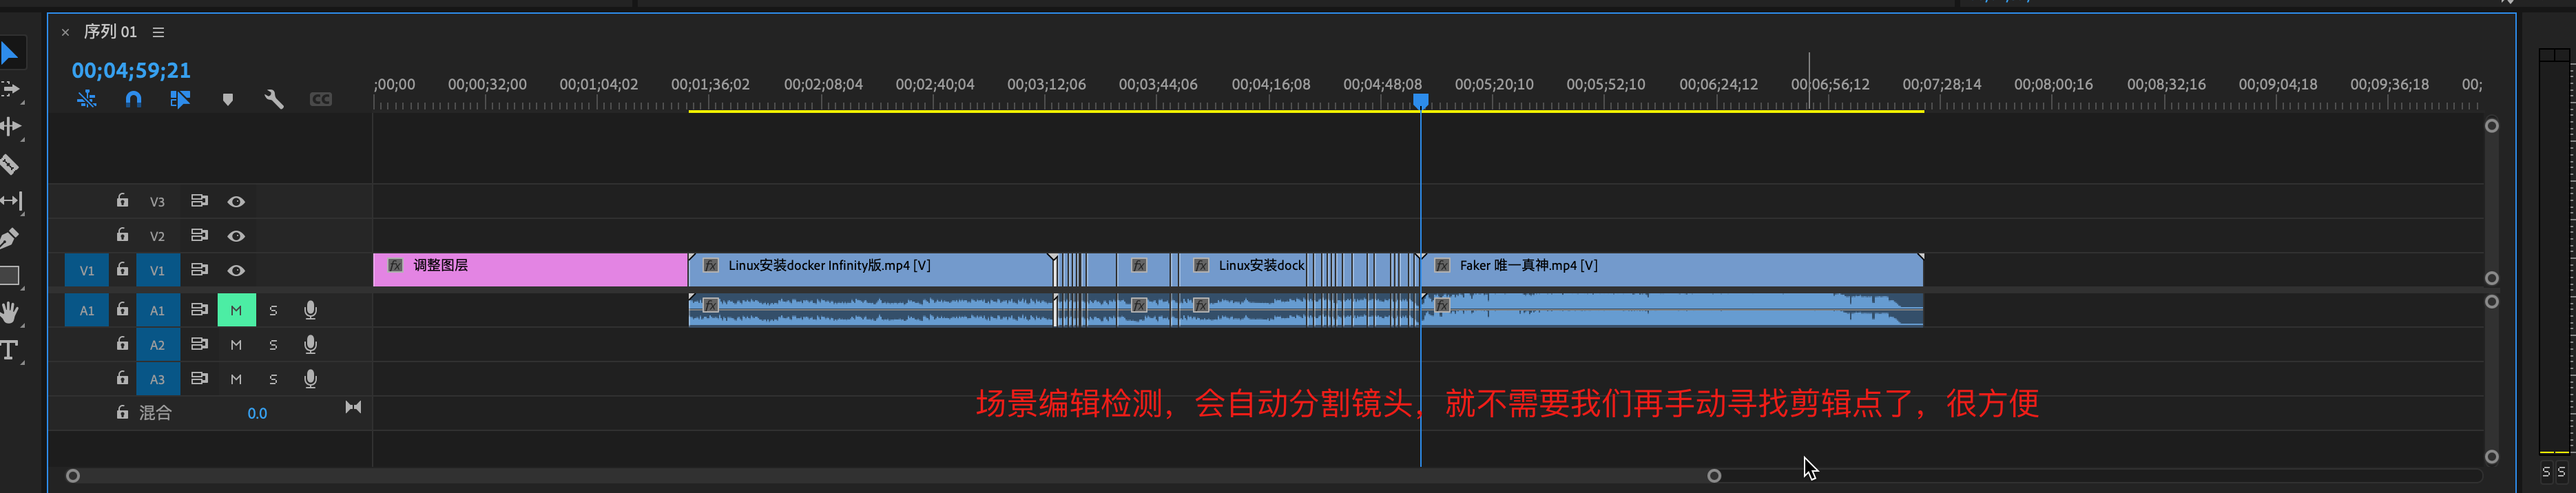 × 序列 01 ≡
00;04;59;21
;00;00 00;00;32;00 00;01;04;02 00;01;36;02 00;02;08;04 00;02;40;04 00;03;12;06 00;03;44;06 00;04;16;08 00;04;48;08 00;05;20;10 00;05;52;10 00;06;24;12 00;06;56;12 00;07;28;14 00;08;00;16 00;08;32;16 00;09;04;18 00;09;36;18 00;
CC
V3
V2
V1 V1 fx 调整图层 fx Linux安装docker Infinity版.mp4 [V] fx fx Linux安装dock fx Faker 唯一真神.mp4 [V]
A1 A1 M S fx fx fx fx
A2 M S
A3 M S
场景编辑检测，会自动分割镜头，就不需要我们再手动寻找剪辑点了，很方便
混合 0.0
S S